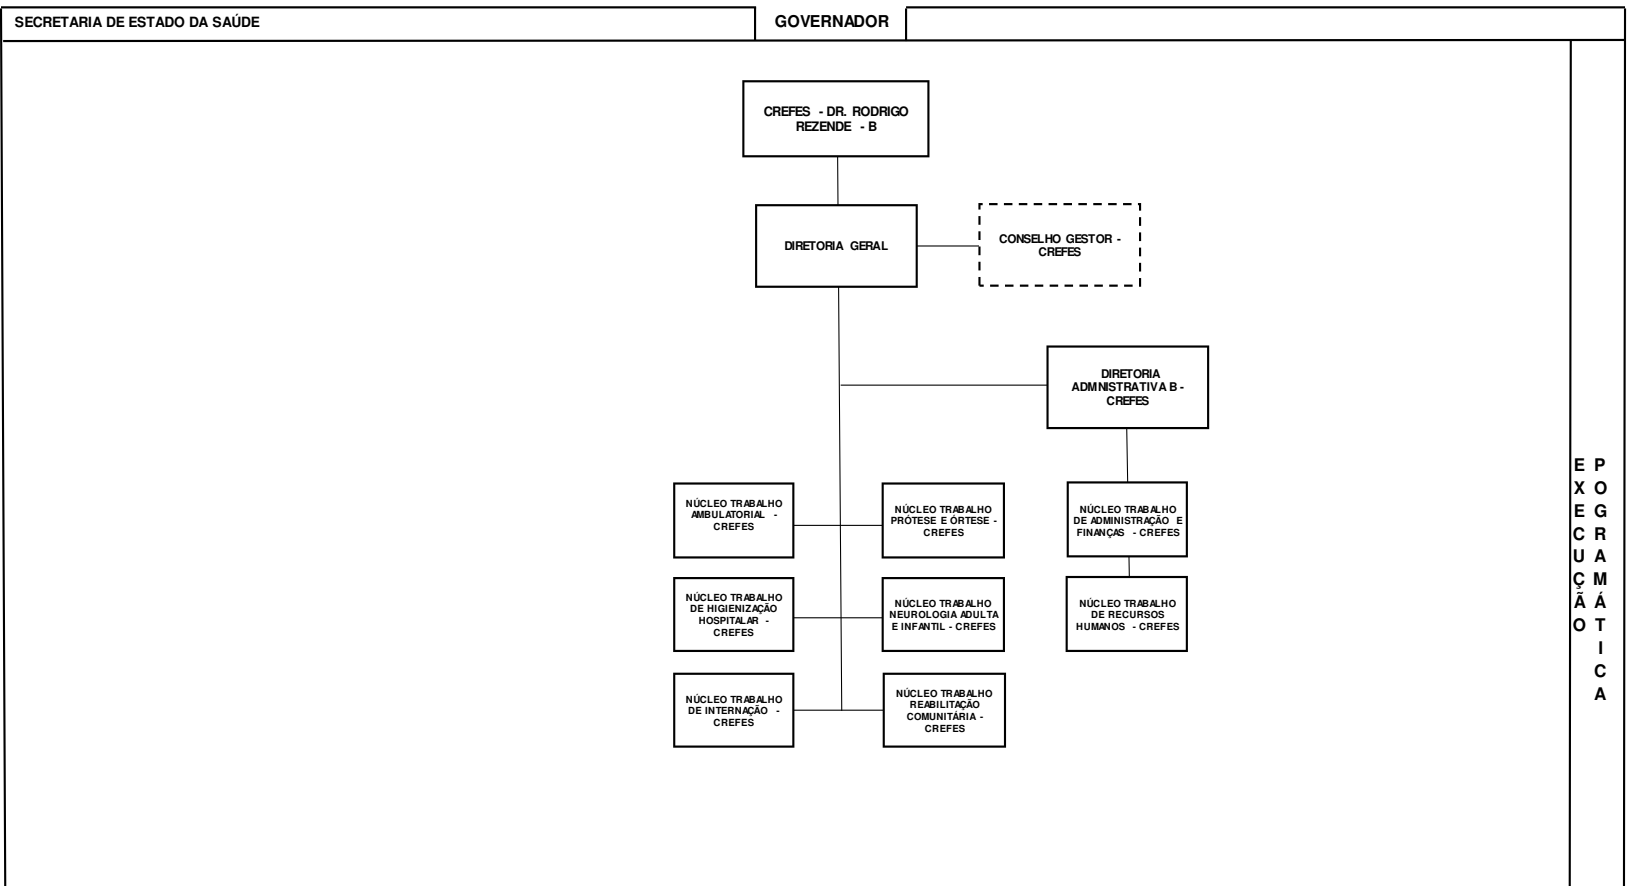 SECRETARIA DE ESTADO DA SAÚDE
GOVERNADOR
CREFES - DR. RODRIGO
REZENDE - B
DIRETORIA GERAL
CONSELHO GESTOR -
CREFES
DIRETORIA
ADMNISTRATIVA B -
CREFES
NÚCLEO TRABALHO
AMBULATORIAL -
CREFES
NÚCLEO TRABALHO
PRÓTESE E ÓRTESE -
CREFES
NÚCLEO TRABALHO
DE ADMINISTRAÇÃO E
FINANÇAS - CREFES
NÚCLEO TRABALHO
DE HIGIENIZAÇÃO
HOSPITALAR -
CREFES
NÚCLEO TRABALHO
NEUROLOGIA ADULTA
E INFANTIL - CREFES
NÚCLEO TRABALHO
DE RECURSOS
HUMANOS - CREFES
NÚCLEO TRABALHO
DE INTERNAÇÃO -
CREFES
NÚCLEO TRABALHO
REABILITAÇÃO
COMUNITÁRIA -
CREFES
EXECUÇÃO
POGRAMÁTICA